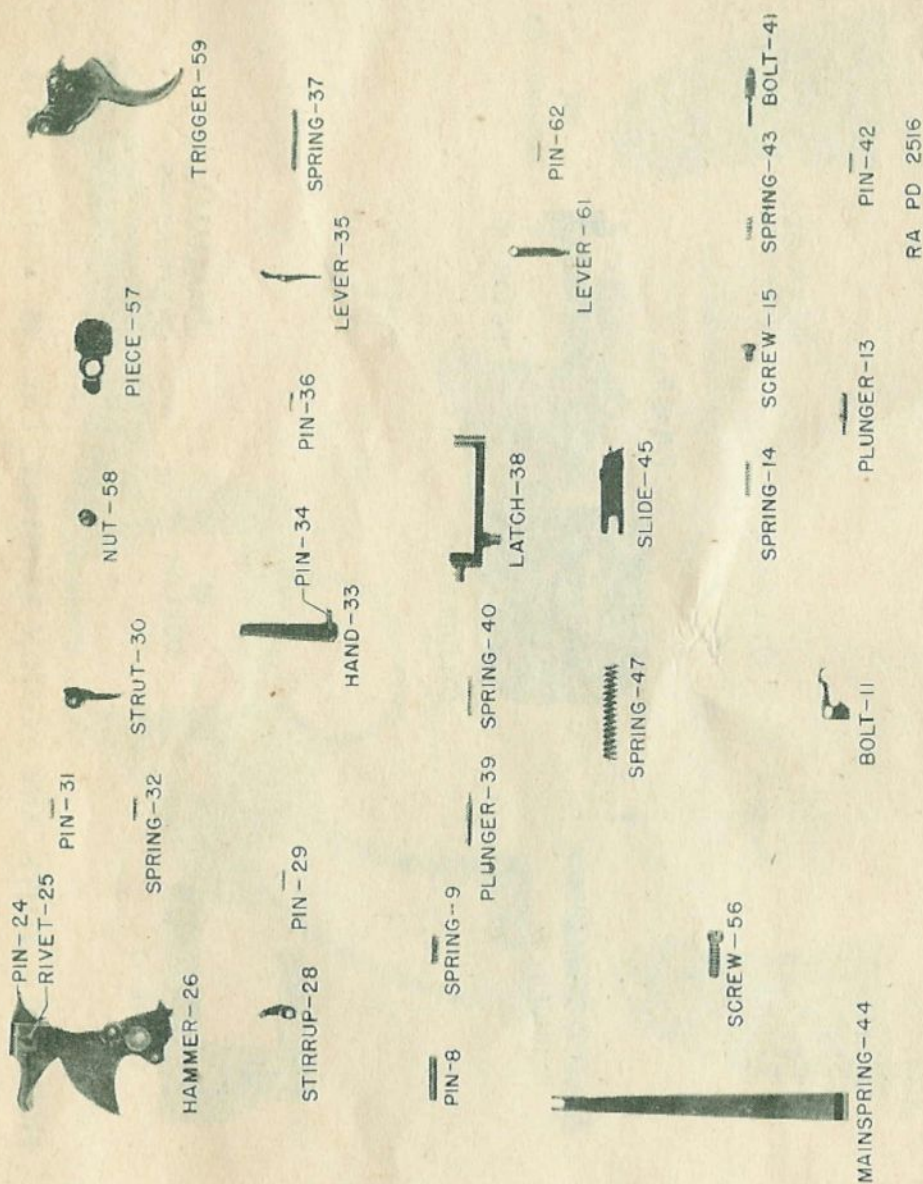 PIN-24
RIVET-25
HAMMER-26
PIN-31
SPRING-32
STRUT-30
NUT-58
PIECE-57
TRIGGER-59
STIRRUP-28
PIN-29
PIN-34
HAND-33
PIN-36
LEVER-35
SPRING-37
PIN-8
SPRING-9
PLUNGER-39
SPRING-40
LATCH-38
LEVER-61
PIN-62
SPRING-47
SLIDE-45
MAINSPRING-44
SCREW-56
SPRING-14
SCREW-15
SPRING-43
BOLT-41
BOLT-11
PLUNGER-13
PIN-42
RA PD 2516